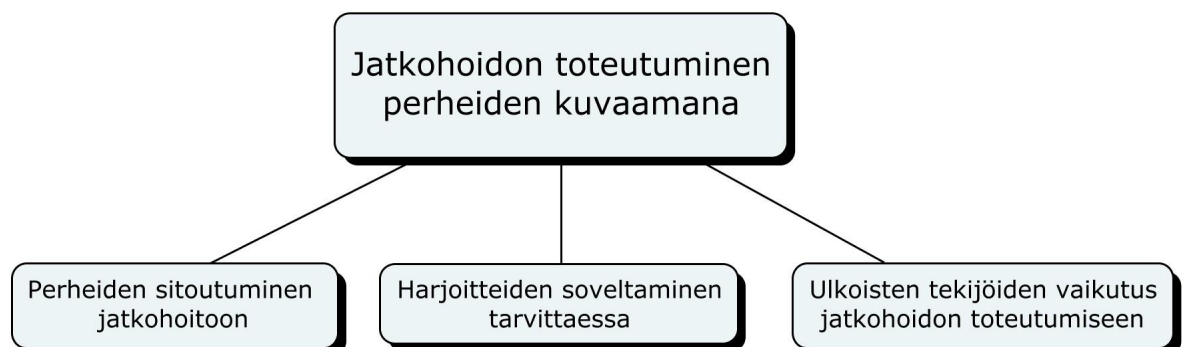 Jatkohoidon toteutuminen
perheiden kuvaamana
Perheiden sitoutuminen
jatkohoitoon
Harjoitteiden soveltaminen
tarvittaessa
Ulkoisten tekijöiden vaikutus
jatkohoidon toteutumiseen